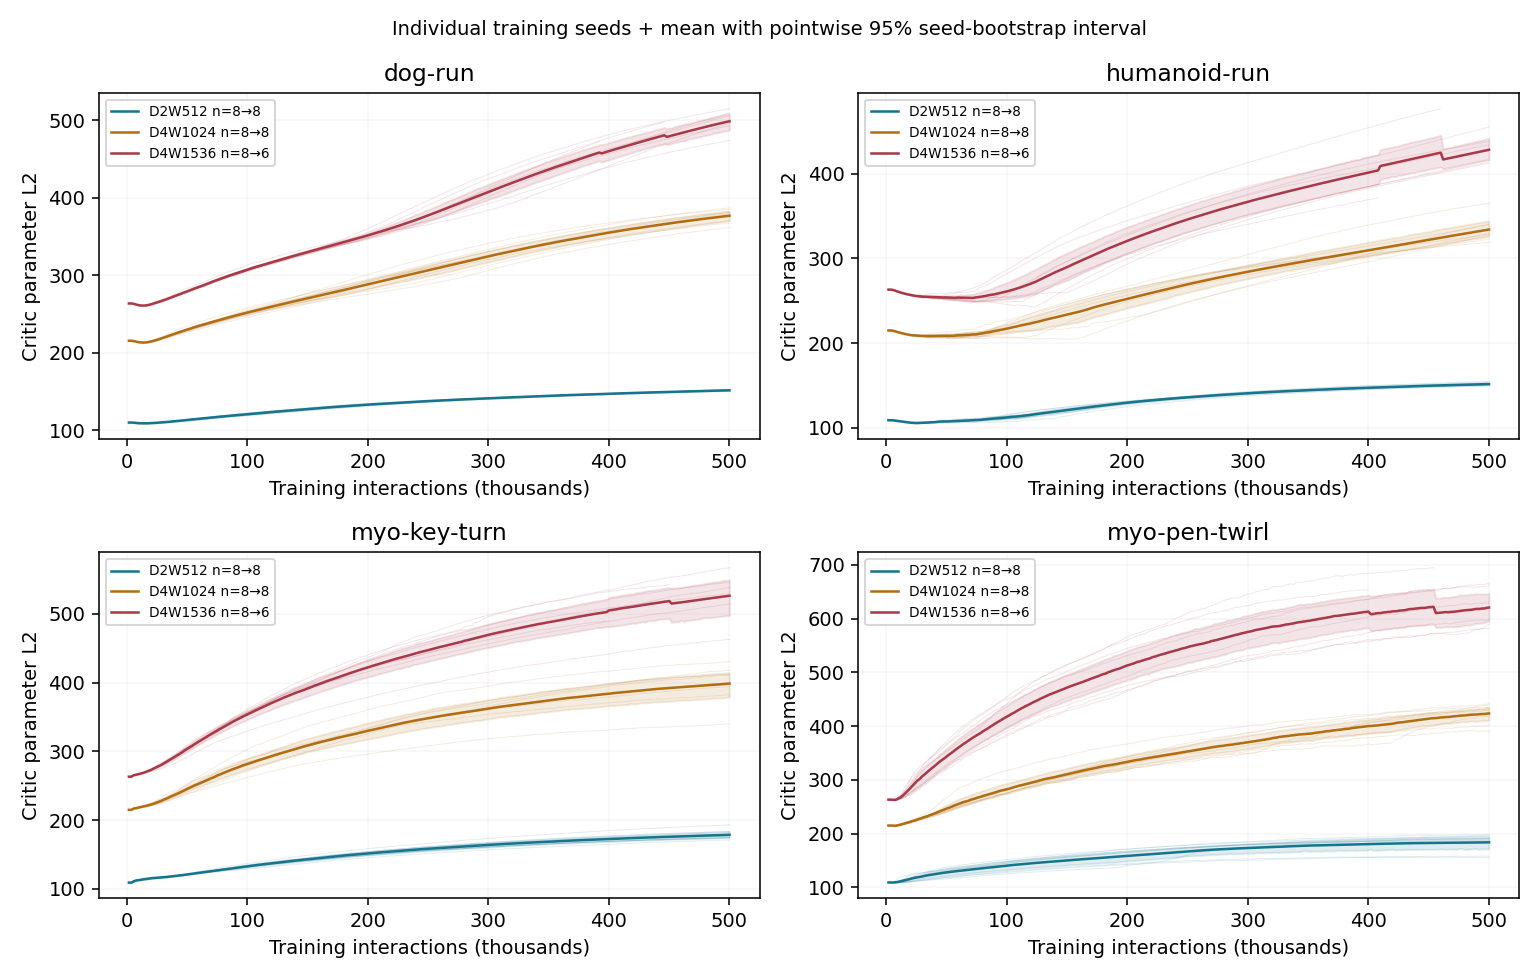 Individual training seeds + mean with pointwise 95% seed-bootstrap interval
dog-run
D2W512 n=8→8
D4W1024 n=8→8
D4W1536 n=8→6
500
400
300
200
100
Critic parameter L2
0 100 200 300 400 500
Training interactions (thousands)
humanoid-run
D2W512 n=8→8
D4W1024 n=8→8
D4W1536 n=8→6
400
300
200
100
Critic parameter L2
0 100 200 300 400 500
Training interactions (thousands)
myo-key-turn
D2W512 n=8→8
D4W1024 n=8→8
D4W1536 n=8→6
500
400
300
200
100
Critic parameter L2
0 100 200 300 400 500
Training interactions (thousands)
myo-pen-twirl
D2W512 n=8→8
D4W1024 n=8→8
D4W1536 n=8→6
700
600
500
400
300
200
100
Critic parameter L2
0 100 200 300 400 500
Training interactions (thousands)